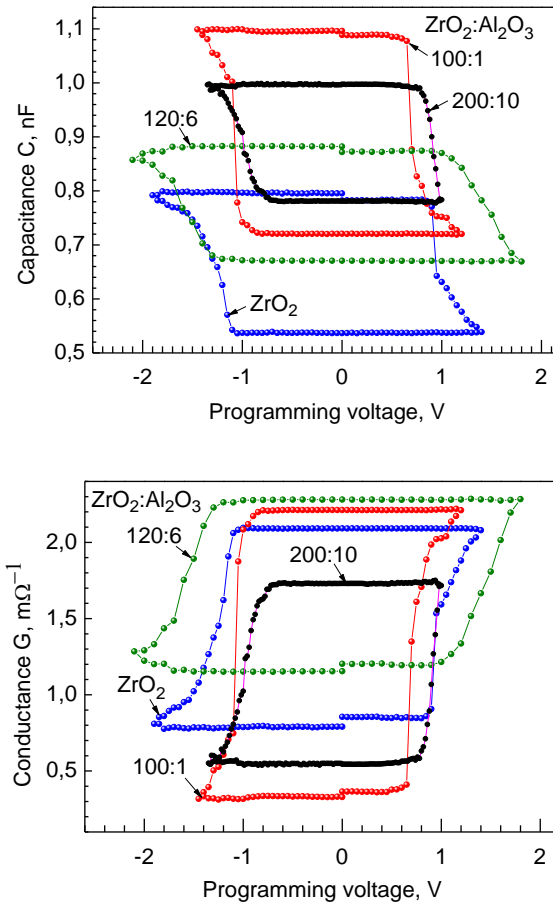 1,1
ZrO₂:Al₂O₃
100:1
1,0
200:10
0,9
120:6
0,8
0,7
0,6
ZrO₂
0,5
Capacitance C, nF
-2 -1 0 1 2
Programming voltage, V
ZrO₂:Al₂O₃
120:6
2,0
200:10
1,5
1,0
ZrO₂
0,5
100:1
Conductance G, mΩ⁻¹
-2 -1 0 1 2
Programming voltage, V